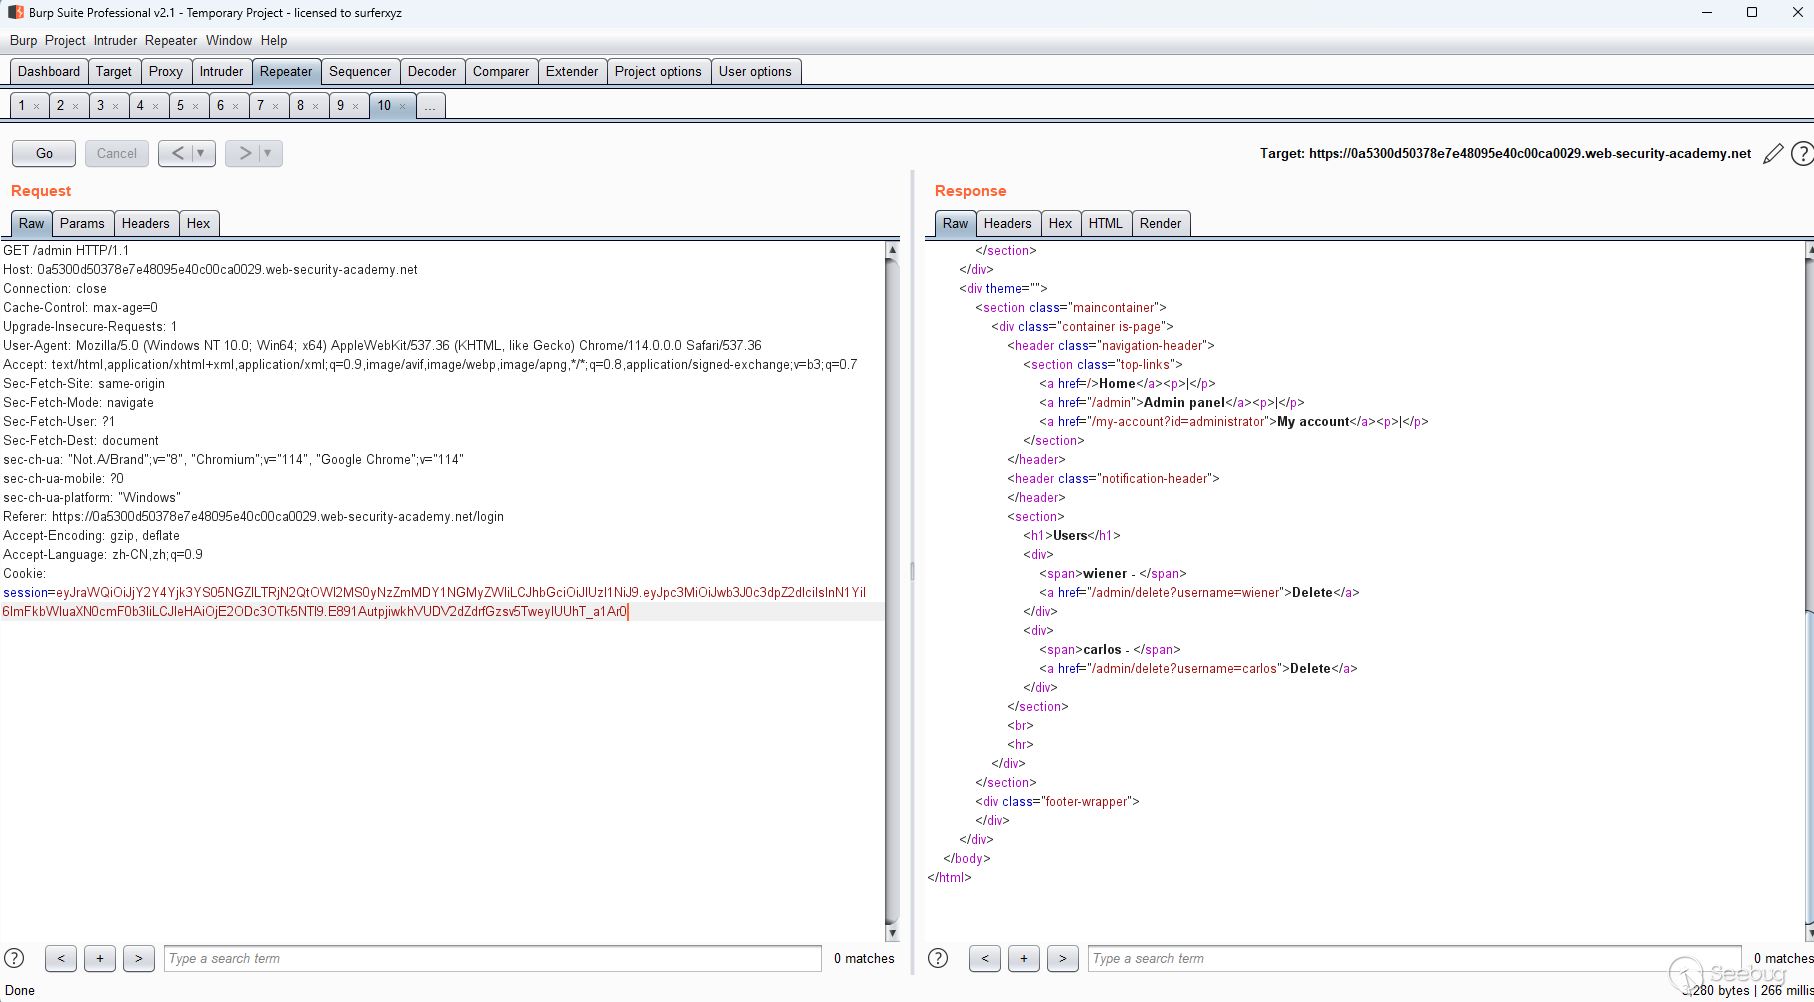 Burp Suite Professional v2.1 - Temporary Project - licensed to surferxyz
Burp Project Intruder Repeater Window Help
Dashboard Target Proxy Intruder Repeater Sequencer Decoder Comparer Extender Project options User options
1 × 2 × 3 × 4 × 5 × 6 × 7 × 8 × 9 × 10 × ...
Go Cancel < ▼ > ▼ Target: https://0a5300d50378e7e48095e40c00ca0029.web-security-academy.net ?
Request
Raw Params Headers Hex
GET /admin HTTP/1.1
Host: 0a5300d50378e7e48095e40c00ca0029.web-security-academy.net
Connection: close
Cache-Control: max-age=0
Upgrade-Insecure-Requests: 1
User-Agent: Mozilla/5.0 (Windows NT 10.0; Win64; x64) AppleWebKit/537.36 (KHTML, like Gecko) Chrome/114.0.0.0 Safari/537.36
Accept: text/html,application/xhtml+xml,application/xml;q=0.9,image/avif,image/webp,image/apng,*/*;q=0.8,application/signed-exchange;v=b3;q=0.7
Sec-Fetch-Site: same-origin
Sec-Fetch-Mode: navigate
Sec-Fetch-User: ?1
Sec-Fetch-Dest: document
sec-ch-ua: "Not.A/Brand";v="8", "Chromium";v="114", "Google Chrome";v="114"
sec-ch-ua-mobile: ?0
sec-ch-ua-platform: "Windows"
Referer: https://0a5300d50378e7e48095e40c00ca0029.web-security-academy.net/login
Accept-Encoding: gzip, deflate
Accept-Language: zh-CN,zh;q=0.9
Cookie:
session=
? < + > Type a search term 0 matches
Response
Raw Headers Hex HTML Render
</section>
</div>
<div theme="">
<section class="maincontainer">
<div class="container is-page">
<header class="navigation-header">
<section class="top-links">
<a href=/>Home</a><p>|</p>
<a href="/admin">Admin panel</a><p>|</p>
<a href="/my-account?id=administrator">My account</a><p>|</p>
</section>
</header>
<header class="notification-header">
</header>
<section>
<h1>Users</h1>
<div>
<span>wiener - </span>
<a href="/admin/delete?username=wiener">Delete</a>
</div>
<div>
<span>carlos - </span>
<a href="/admin/delete?username=carlos">Delete</a>
</div>
</section>
<br>
<hr>
</div>
</section>
<div class="footer-wrapper">
</div>
</div>
</body>
</html>
? < + > Type a search term 0 matches
Seebug
Done
3,280 bytes | 266 millis